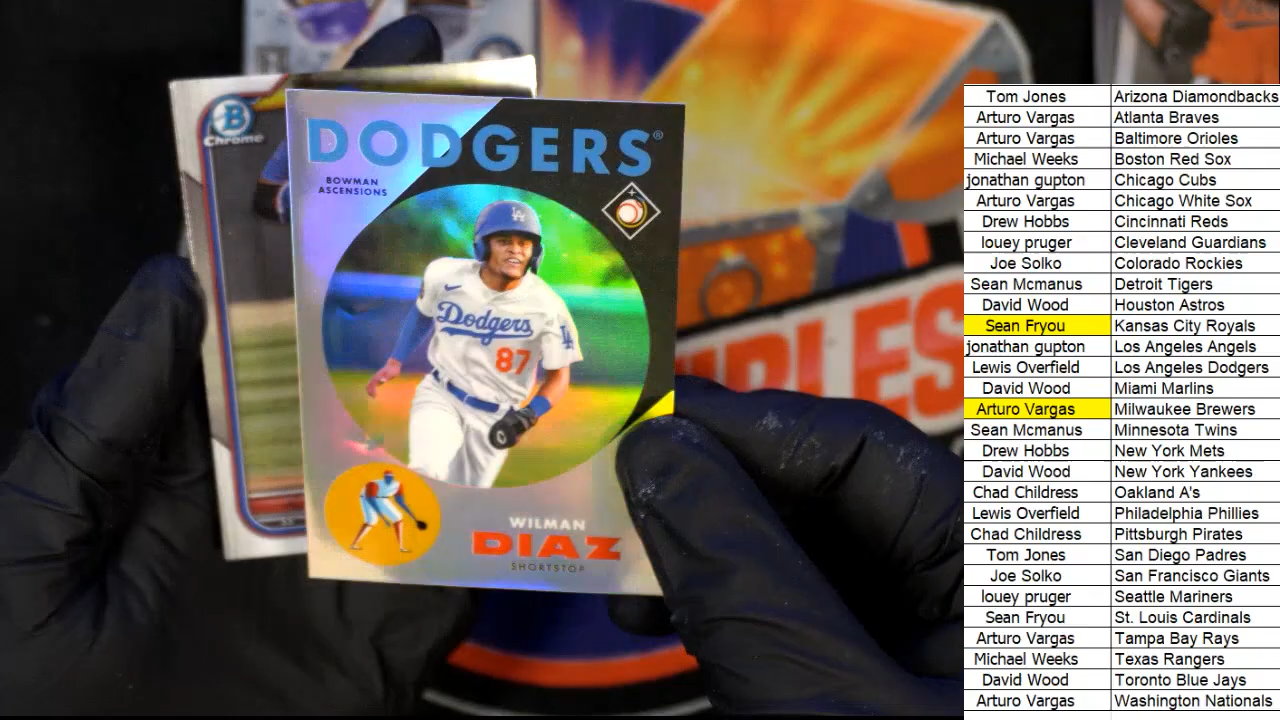 B
Chrome
DODGERS®
BOWMAN
ASCENSIONS
LA
Dodgers
LA
87
WILMAN
DIAZ
SHORTSTOP
Tom Jones Arizona Diamondbacks
Arturo Vargas Atlanta Braves
Arturo Vargas Baltimore Orioles
Michael Weeks Boston Red Sox
jonathan gupton Chicago Cubs
Arturo Vargas Chicago White Sox
Drew Hobbs Cincinnati Reds
louey pruger Cleveland Guardians
Joe Solko Colorado Rockies
Sean Mcmanus Detroit Tigers
David Wood Houston Astros
Sean Fryou Kansas City Royals
jonathan gupton Los Angeles Angels
Lewis Overfield Los Angeles Dodgers
David Wood Miami Marlins
Arturo Vargas Milwaukee Brewers
Sean Mcmanus Minnesota Twins
Drew Hobbs New York Mets
David Wood New York Yankees
Chad Childress Oakland A's
Lewis Overfield Philadelphia Phillies
Chad Childress Pittsburgh Pirates
Tom Jones San Diego Padres
Joe Solko San Francisco Giants
louey pruger Seattle Mariners
Sean Fryou St. Louis Cardinals
Arturo Vargas Tampa Bay Rays
Michael Weeks Texas Rangers
David Wood Toronto Blue Jays
Arturo Vargas Washington Nationals